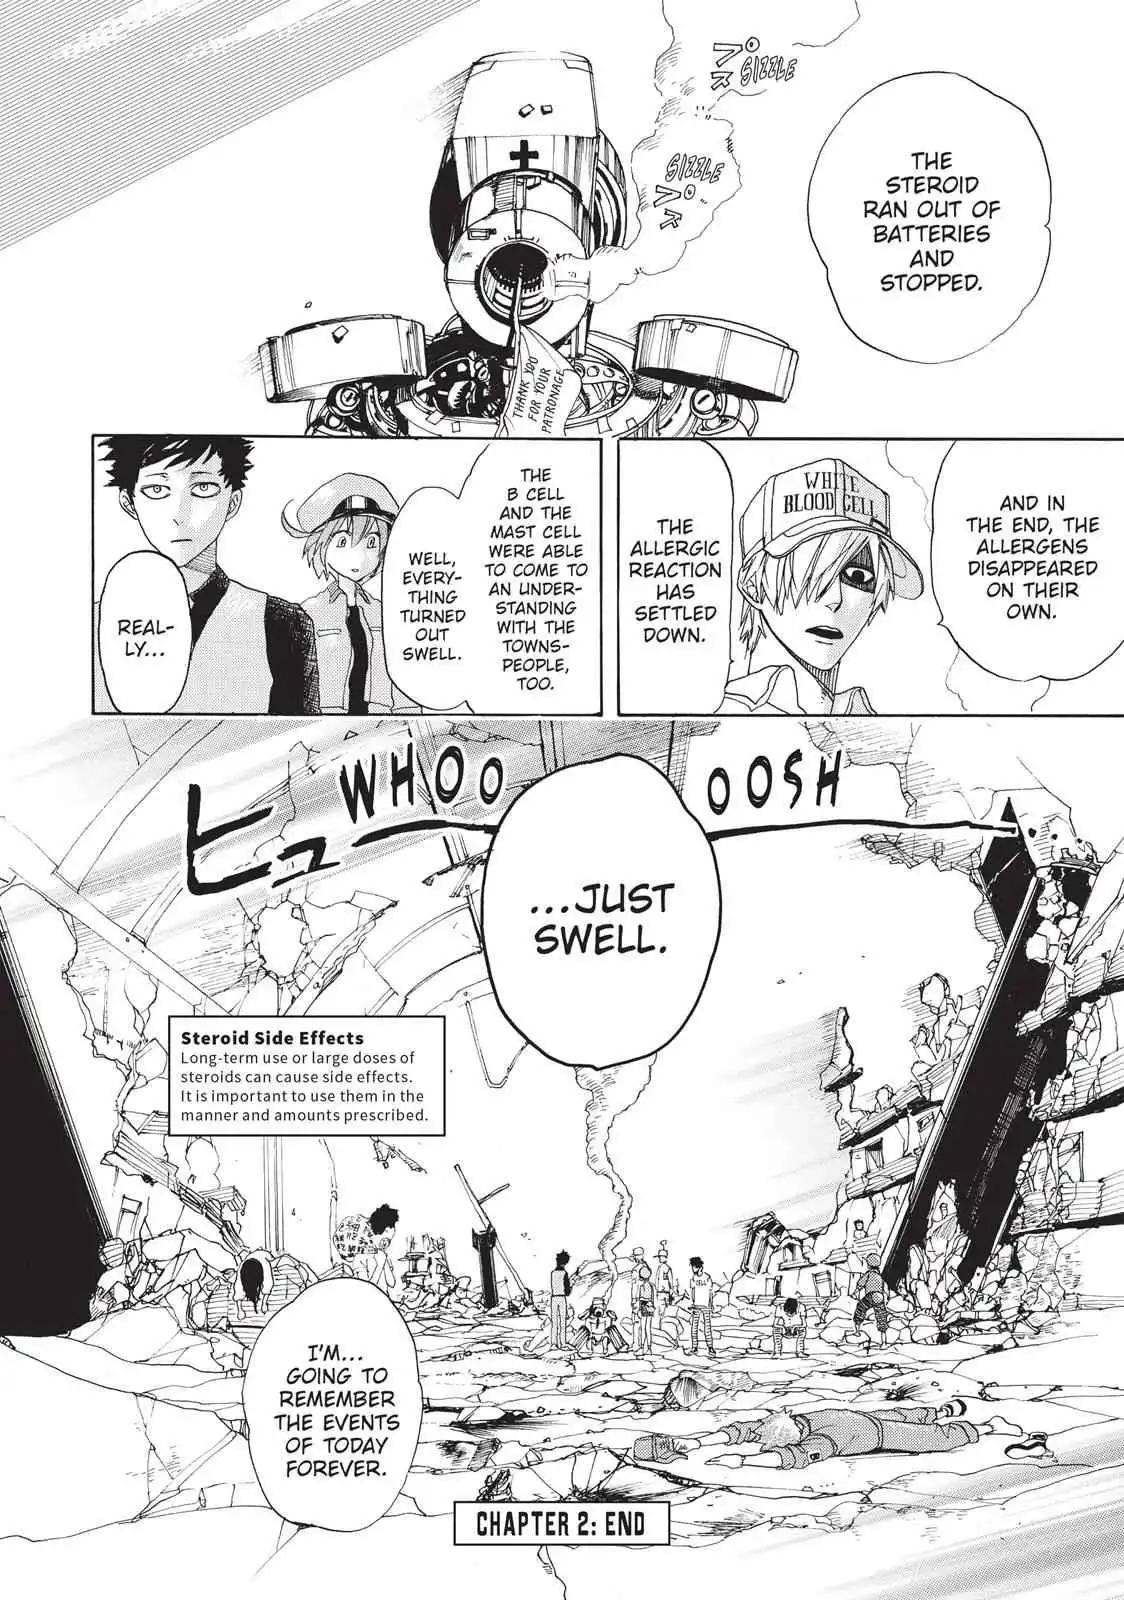 THE
STEROID
RAN OUT OF
BATTERIES
AND
STOPPED.
プス
SIZZLE
SIZZLE
プス
THANK YOU
FOR YOUR
PATRONAGE
AND IN
THE END, THE
ALLERGENS
DISAPPEARED
ON THEIR
OWN.
WHITE
BLOOD CELL
THE
ALLERGIC
REACTION
HAS
SETTLED
DOWN.
THE
B CELL
AND THE
MAST CELL
WERE ABLE
TO COME TO
AN UNDER-
STANDING
WITH THE
TOWNS-
PEOPLE,
TOO.
WELL,
EVERY-
THING
TURNED
OUT
SWELL.
REAL-
LY...
ヒュー
WHOO OOSH
...JUST
SWELL.
Steroid Side Effects
Long-term use or large doses of
steroids can cause side effects.
It is important to use them in the
manner and amounts prescribed.
I'M...
GOING TO
REMEMBER
THE EVENTS
OF TODAY
FOREVER.
CHAPTER 2: END